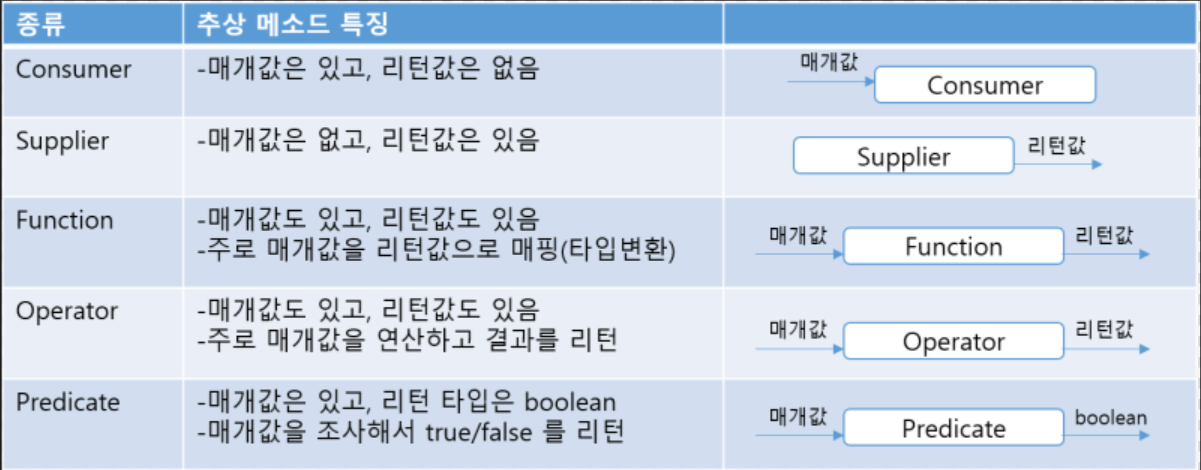 종류 추상 메소드 특징
Consumer -매개값은 있고, 리턴값은 없음 매개값 Consumer
Supplier -매개값은 없고, 리턴값은 있음 Supplier 리턴값
Function -매개값도 있고, 리턴값도 있음
-주로 매개값을 리턴값으로 매핑(타입변환)
매개값 Function 리턴값
Operator -매개값도 있고, 리턴값도 있음
-주로 매개값을 연산하고 결과를 리턴
매개값 Operator 리턴값
Predicate -매개값은 있고, 리턴 타입은 boolean
-매개값을 조사해서 true/false 를 리턴
매개값 Predicate boolean